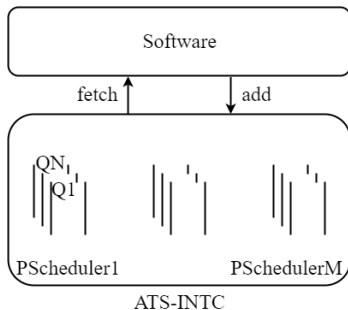 Software
fetch add
QN
Q1
PScheduler1 PSchedulerM
ATS-INTC